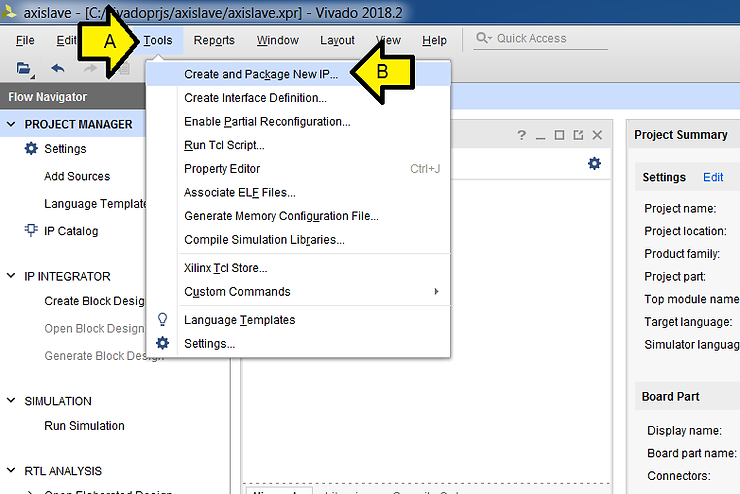 axislave - [C:/vivadoprjs/axislave/axislave.xpr] - Vivado 2018.2
File Edit Tools Reports Window Layout View Help Quick Access
A
Create and Package New IP...
B
Flow Navigator
Create Interface Definition...
PROJECT MANAGER
Enable Partial Reconfiguration...
Project Summary
Settings
Run Tcl Script...
Add Sources
Property Editor Ctrl+J
Settings Edit
Language Template
Associate ELF Files...
Project name:
IP Catalog
Generate Memory Configuration File...
Project location:
Compile Simulation Libraries...
Product family:
IP INTEGRATOR
Xilinx Tcl Store...
Project part:
Create Block Desig
Custom Commands
Top module name
Open Block Design
Language Templates
Target language:
Generate Block Design
Settings...
Simulator languag
SIMULATION
Board Part
Run Simulation
Display name:
Board part name:
RTL ANALYSIS
Connectors: